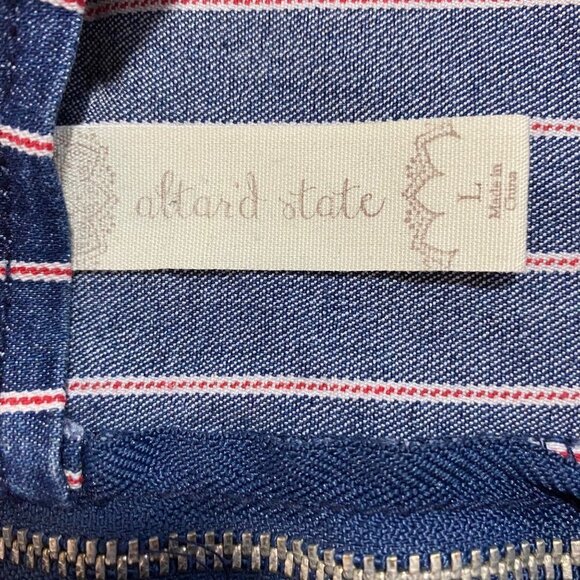 altar'd state
L
Made in
China